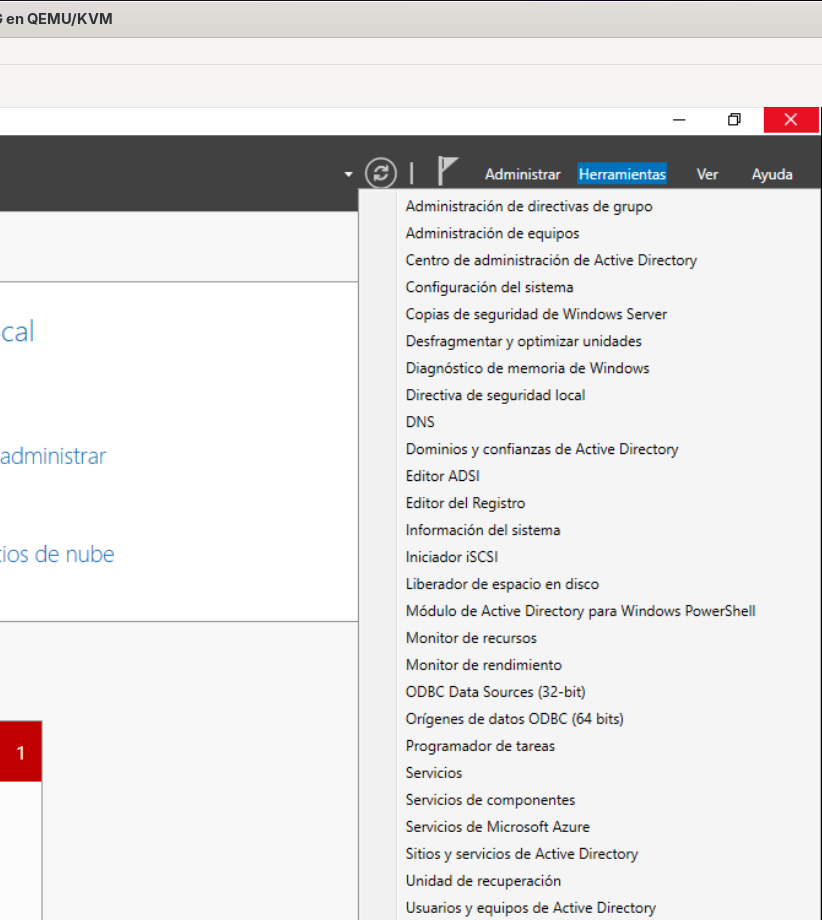 en QEMU/KVM
Administrar
Herramientas
Ver
Ayuda
Administración de directivas de grupo
Administración de equipos
Centro de administración de Active Directory
Configuración del sistema
Copias de seguridad de Windows Server
cal
Desfragmentar y optimizar unidades
Diagnóstico de memoria de Windows
Directiva de seguridad local
DNS
administrar
Dominios y confianzas de Active Directory
Editor ADSI
Editor del Registro
Información del sistema
ios de nube
Iniciador iSCSI
Liberador de espacio en disco
Módulo de Active Directory para Windows PowerShell
Monitor de recursos
Monitor de rendimiento
ODBC Data Sources (32-bit)
Orígenes de datos ODBC (64 bits)
1
Programador de tareas
Servicios
Servicios de componentes
Servicios de Microsoft Azure
Sitios y servicios de Active Directory
Unidad de recuperación
Usuarios y equipos de Active Directory